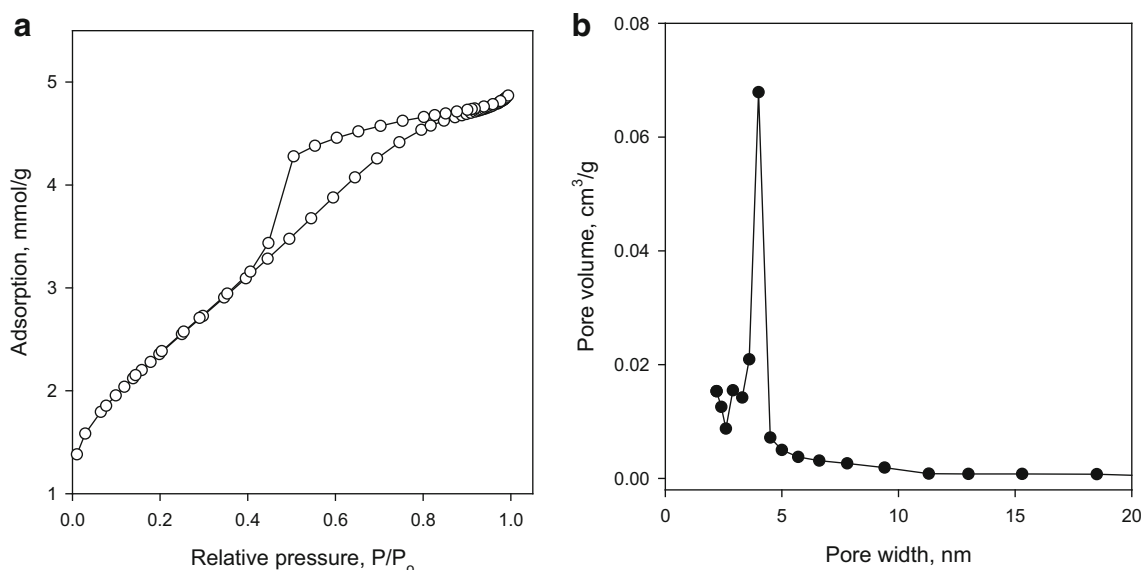 a
Adsorption, mmol/g
5
4
3
2
1
0.0 0.2 0.4 0.6 0.8 1.0
Relative pressure, P/Pₒ
b
Pore volume, cm³/g
0.08
0.06
0.04
0.02
0.00
0 5 10 15 20
Pore width, nm